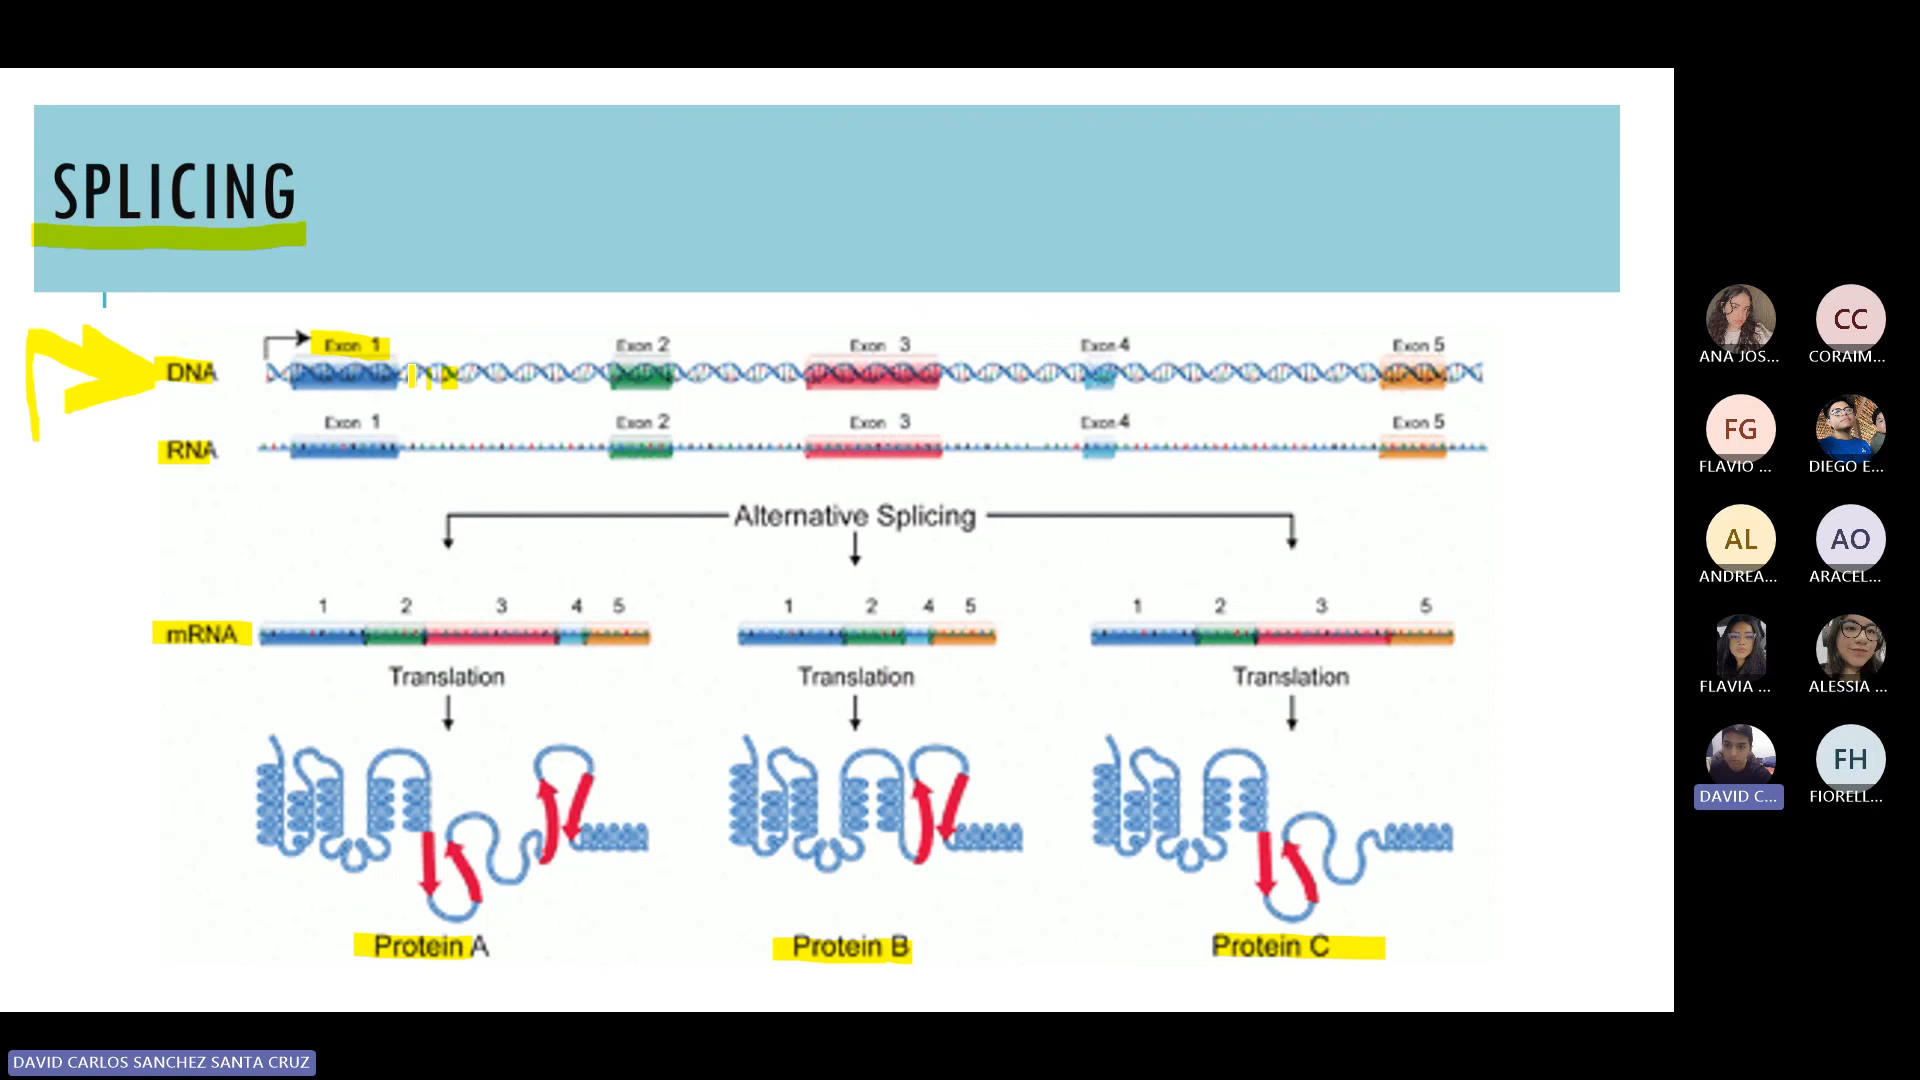 SPLICING
Exon 1 Exon 2 Exon 3 Exon 4 Exon 5
DNA
Exon 1 Exon 2 Exon 3 Exon 4 Exon 5
RNA
Alternative Splicing
1 2 3 4 5 1 2 4 5 1 2 3 5
mRNA
Translation Translation Translation
Protein A Protein B Protein C
CC
ANA JOS... CORAIM...
FG
FLAVIO ... DIEGO E...
AL AO
ANDREA... ARACEL...
FLAVIA ... ALESSIA ...
FH
DAVID C... FIORELL...
DAVID CARLOS SANCHEZ SANTA CRUZ